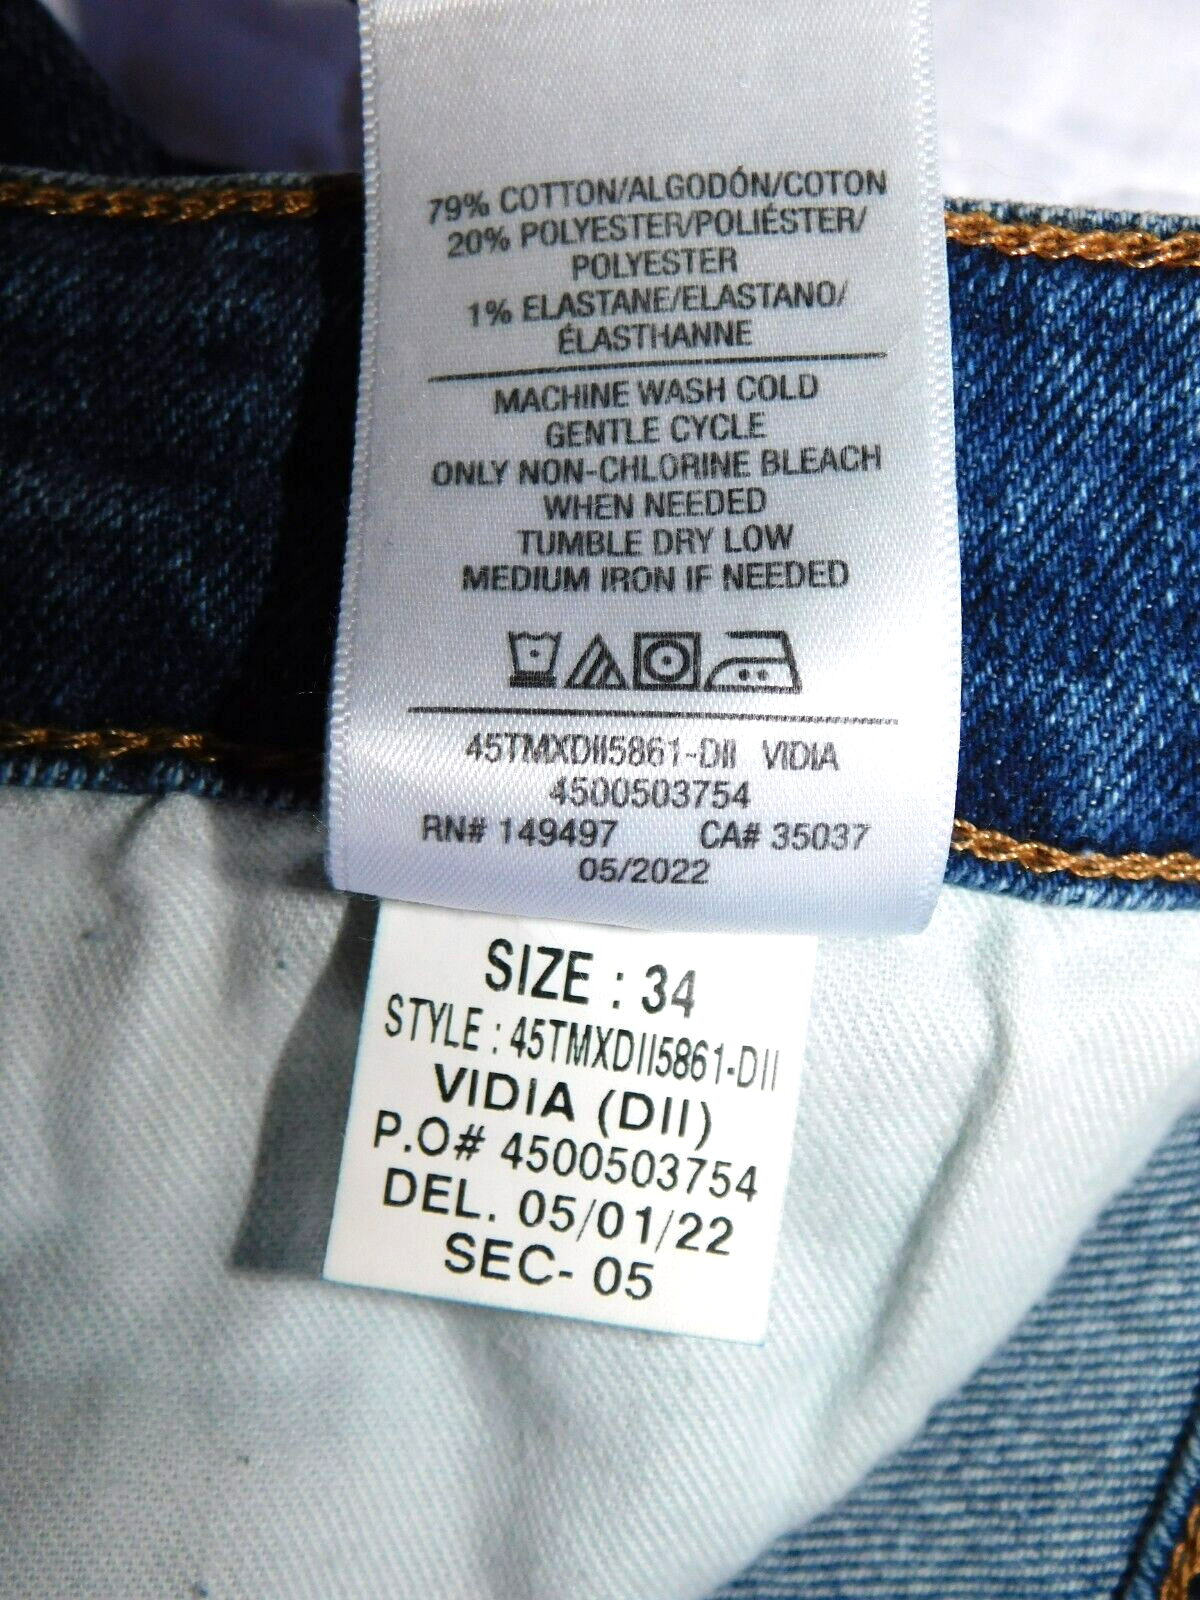 79% COTTON/ALGODÓN/COTON
20% POLYESTER/POLIÉSTER/
POLYESTER
1% ELASTANE/ELASTANO/
ÉLASTHANNE
MACHINE WASH COLD
GENTLE CYCLE
ONLY NON-CHLORINE BLEACH
WHEN NEEDED
TUMBLE DRY LOW
MEDIUM IRON IF NEEDED
45TMXDII5861-DII VIDIA
4500503754
RN# 149497 CA# 35037
05/2022
SIZE : 34
STYLE : 45TMXDII5861-DII
VIDIA (DII)
P.O# 4500503754
DEL. 05/01/22
SEC- 05